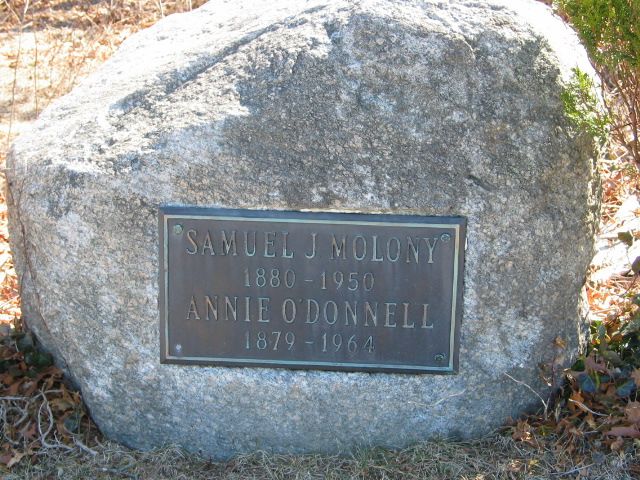 SAMUEL J MOLONY
1880 - 1950
ANNIE O'DONNELL
1879 - 1964